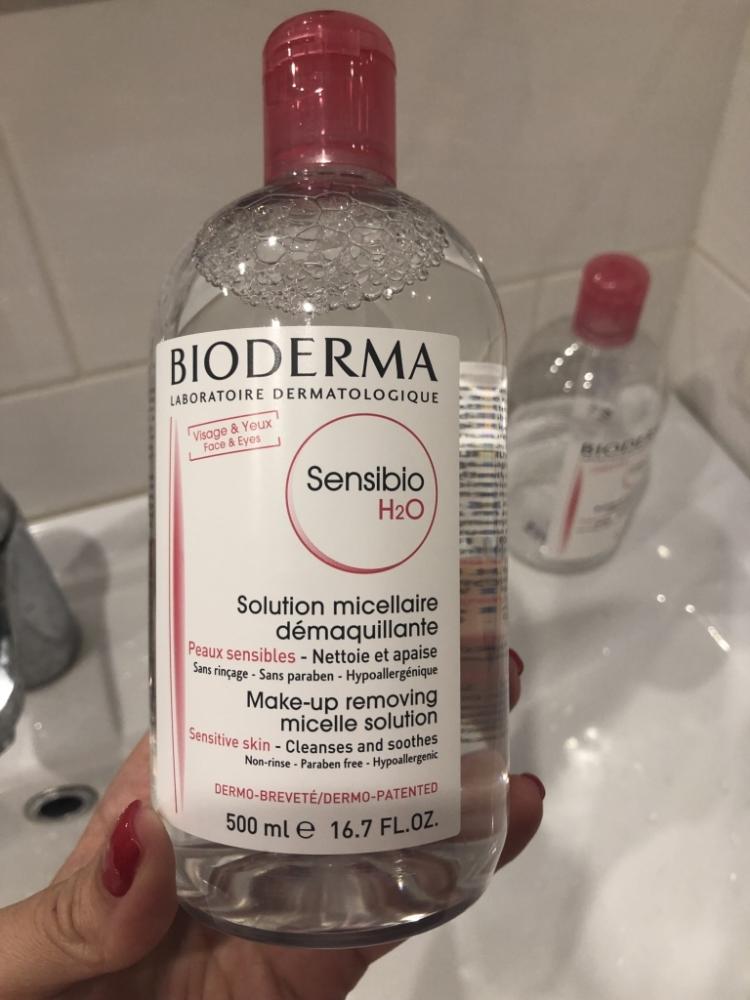 BIODERMA
LABORATOIRE DERMATOLOGIQUE
Visage & Yeux
Face & Eyes
Sensibio
H2O
Solution micellaire
démaquillante
Peaux sensibles - Nettoie et apaise
Sans rinçage - Sans paraben - Hypoallergénique
Make-up removing
micelle solution
Sensitive skin - Cleanses and soothes
Non-rinse - Paraben free - Hypoallergenic
DERMO-BREVETÉ/DERMO-PATENTED
500 ml e 16.7 FL.OZ.
BIODER